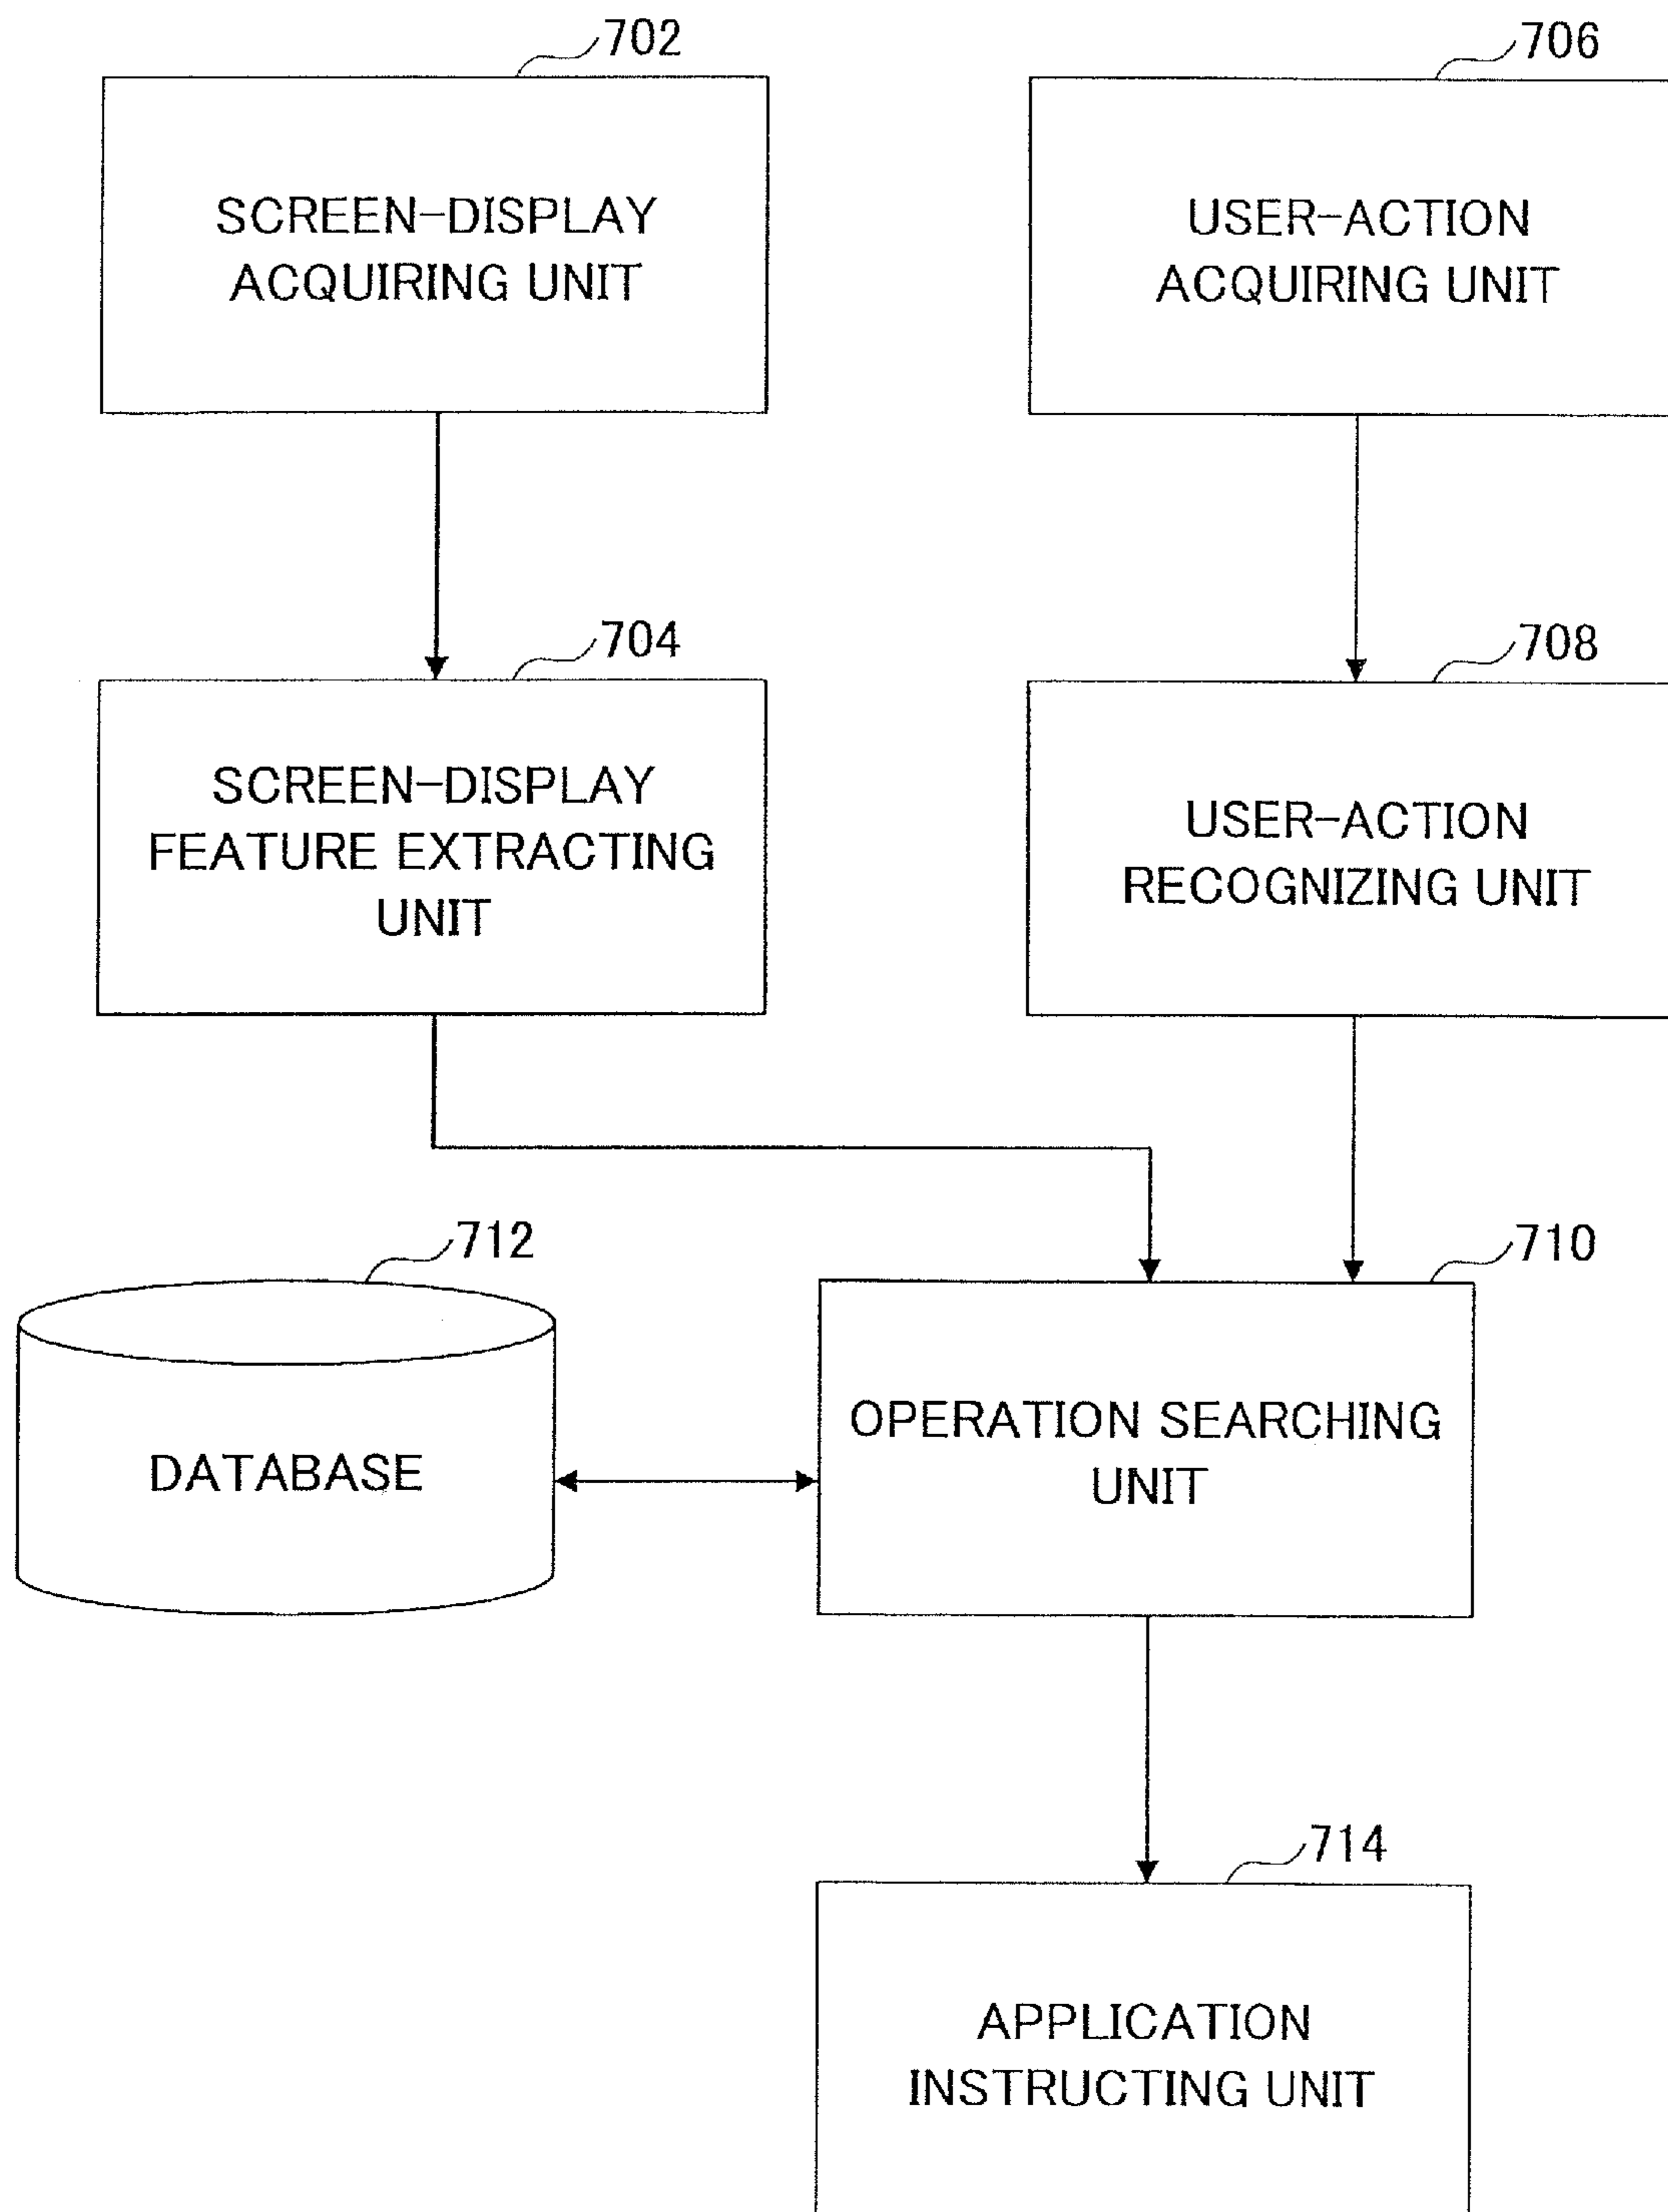 702
SCREEN-DISPLAY
ACQUIRING UNIT
706
USER-ACTION
ACQUIRING UNIT
704
SCREEN-DISPLAY
FEATURE EXTRACTING
UNIT
708
USER-ACTION
RECOGNIZING UNIT
712
DATABASE
710
OPERATION SEARCHING
UNIT
714
APPLICATION
INSTRUCTING UNIT